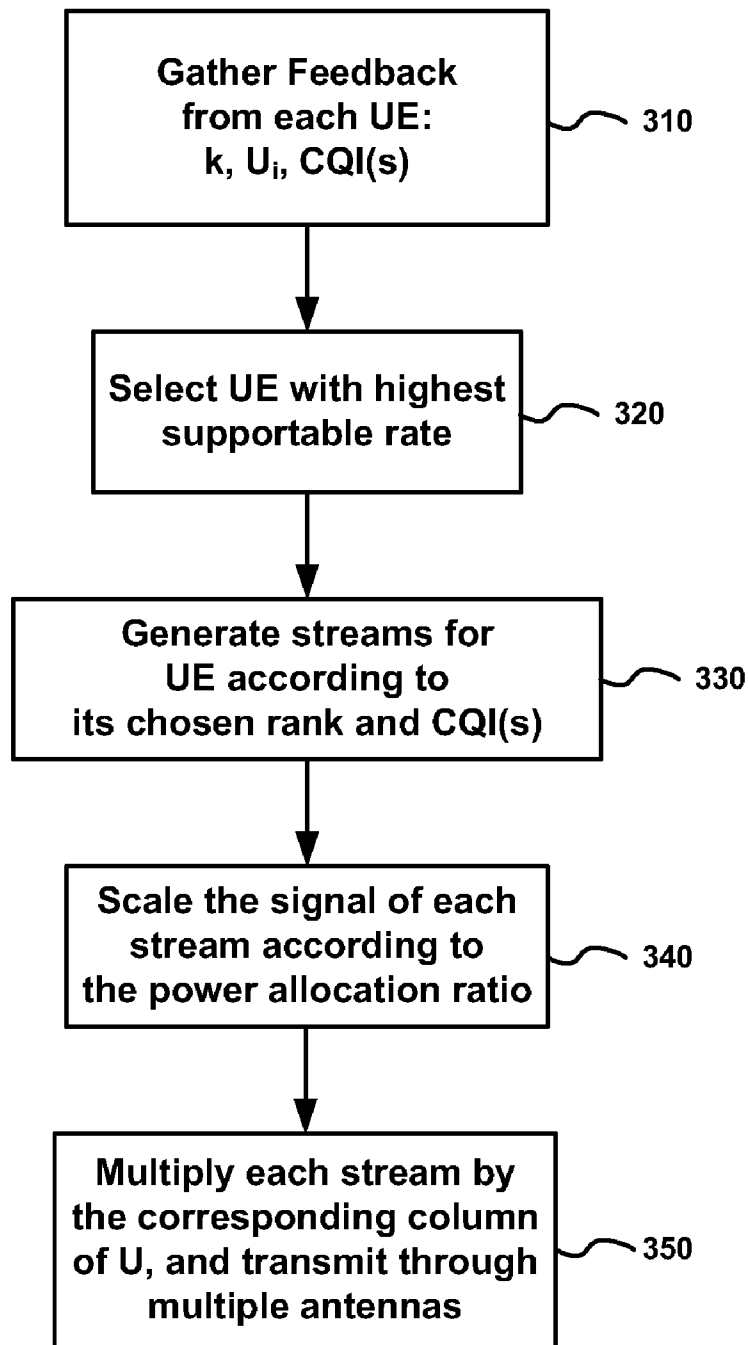 Gather Feedback
from each UE:
k, Uᵢ, CQI(s)
310
Select UE with highest
supportable rate
320
Generate streams for
UE according to
its chosen rank and CQI(s)
330
Scale the signal of each
stream according to
the power allocation ratio
340
Multiply each stream by
the corresponding column
of U, and transmit through
multiple antennas
350